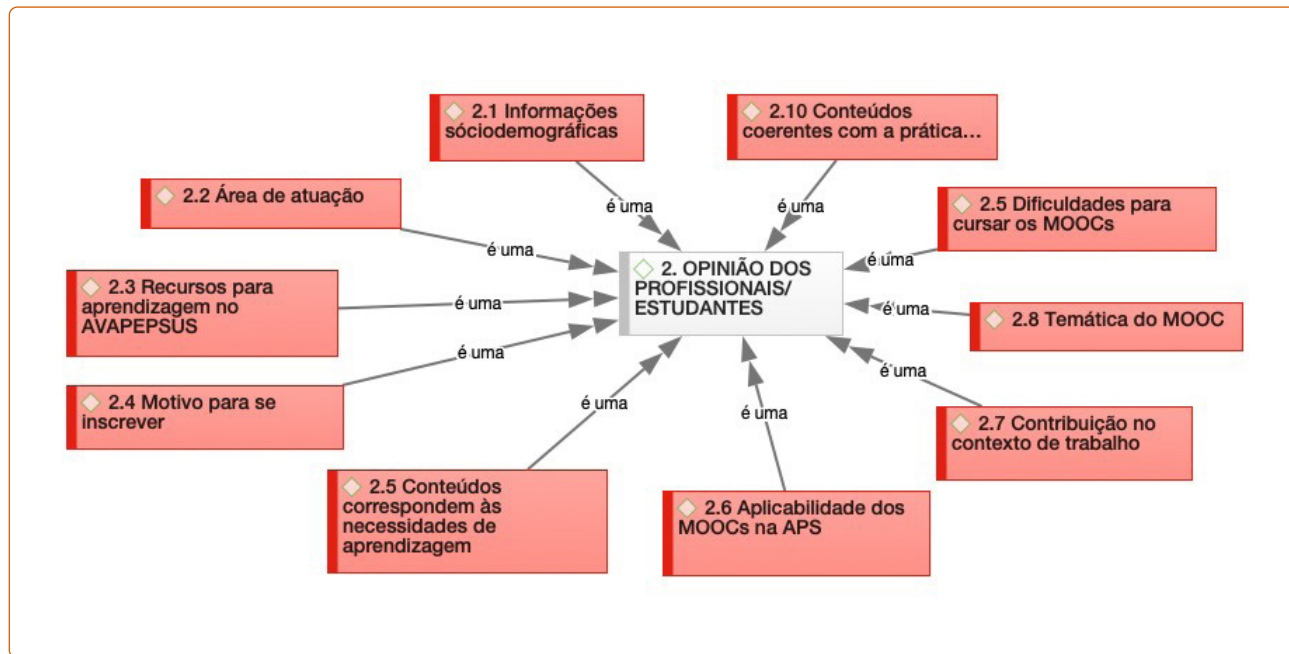 2.1 Informações
sóciodemográficas
2.10 Conteúdos
coerentes com a prática…
2.2 Área de atuação
2.5 Dificuldades para
cursar os MOOCs
é uma
é uma
é uma
é uma
2. OPINIÃO DOS
PROFISSIONAIS/
ESTUDANTES
2.3 Recursos para
aprendizagem no
AVAPEPSUS
é uma
é uma
2.8 Temática do MOOC
é uma
é uma
2.4 Motivo para se
inscrever
é uma
é uma
2.7 Contribuição no
contexto de trabalho
2.5 Conteúdos
correspondem às
necessidades de
aprendizagem
2.6 Aplicabilidade dos
MOOCs na APS